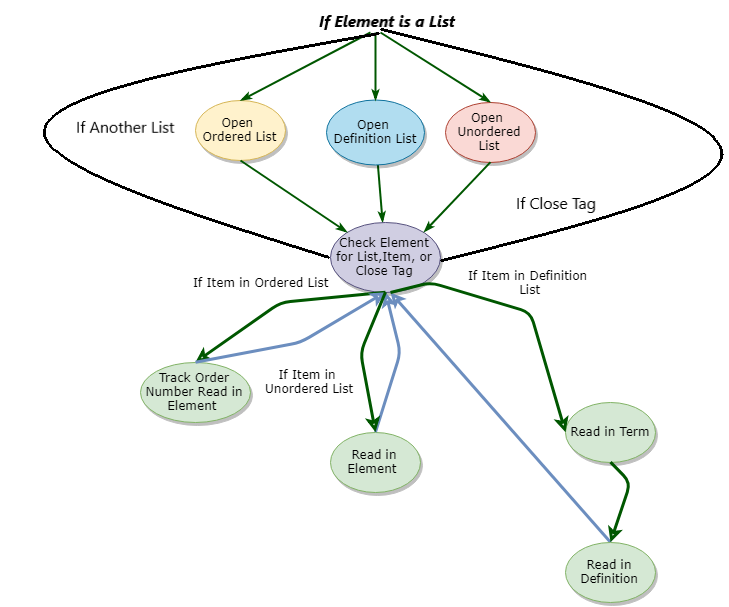 If Element is a List
If Another List
Open
Ordered List
Open
Definition List
Open
Unordered
List
If Close Tag
Check Element
for List,Item, or
Close Tag
If Item in Ordered List
If Item in Definition
List
Track Order
Number Read in
Element
If Item in
Unordered List
Read in
Element
Read in Term
Read in
Definition